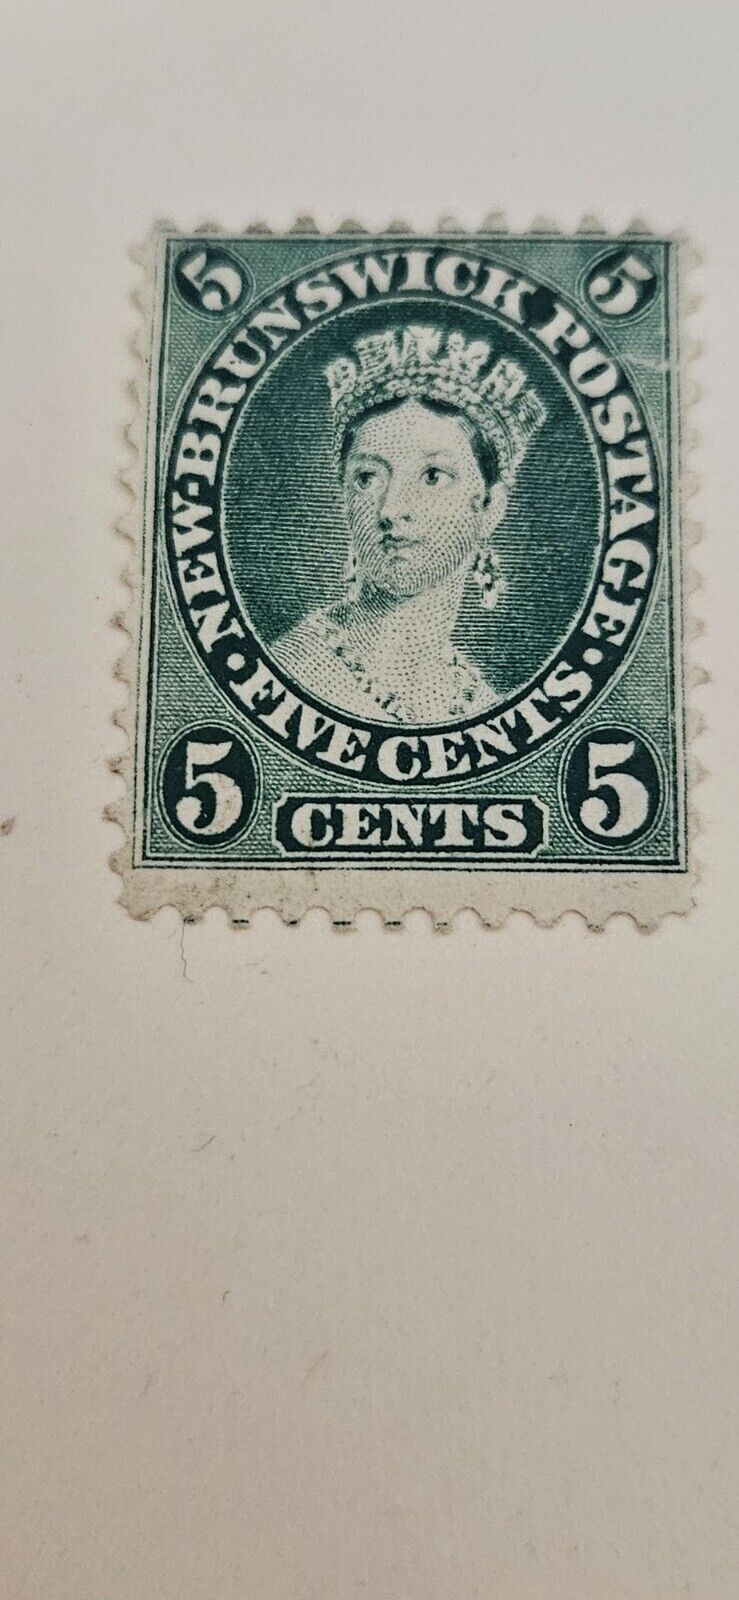 5 5
NEW-BRUNSWICK POSTAGE.
• FIVE CENTS •
5 CENTS 5